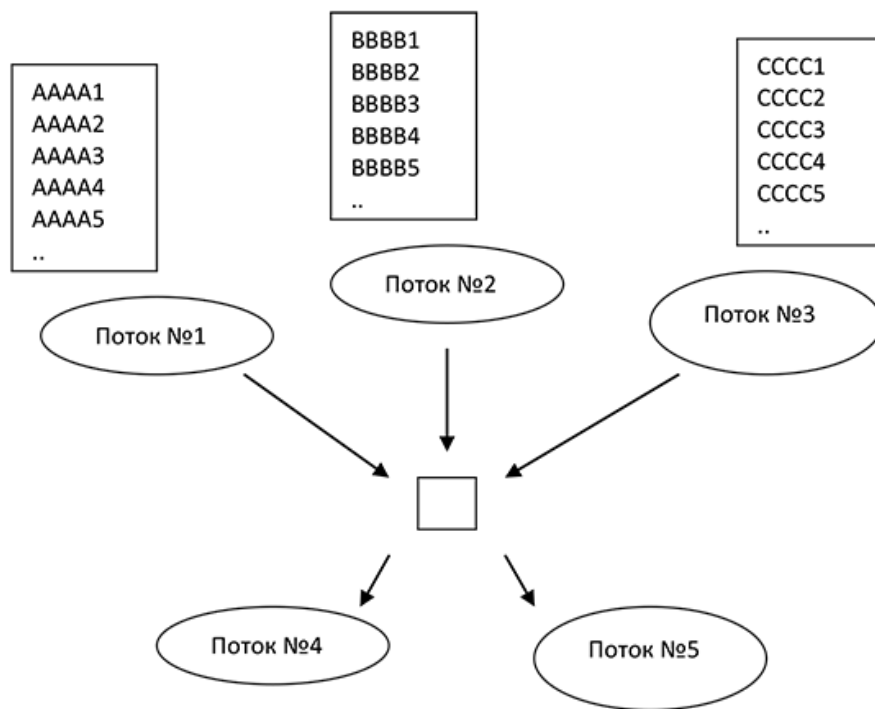 AAAA1
AAAA2
AAAA3
AAAA4
AAAA5
..
BBBB1
BBBB2
BBBB3
BBBB4
BBBB5
..
CCCC1
CCCC2
CCCC3
CCCC4
CCCC5
..
Поток №1
Поток №2
Поток №3
Поток №4
Поток №5